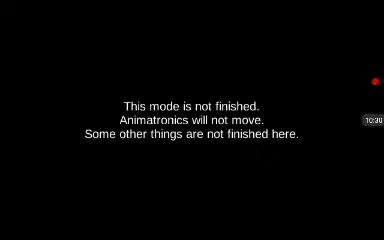 This mode is not finished.
Animatronics will not move.
Some other things are not finished here.
10:30